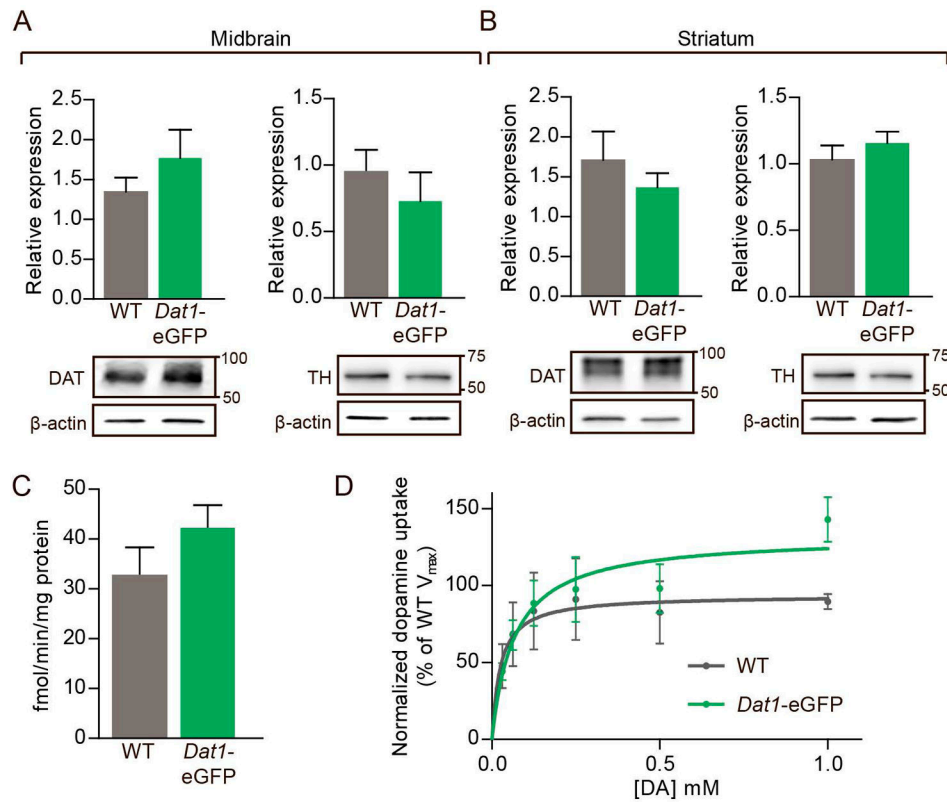 A
Midbrain
B
Striatum
Relative expression
2.5
2.0
1.5
1.0
0.5
0.0
WT
Dat1-
eGFP
Relative expression
1.5
1.0
0.5
0.0
WT
Dat1-
eGFP
Relative expression
2.5
2.0
1.5
1.0
0.5
0.0
WT
Dat1-
eGFP
Relative expression
1.5
1.0
0.5
0.0
WT
Dat1-
eGFP
DAT
100
50
β-actin
TH
75
50
β-actin
DAT
100
50
β-actin
TH
75
50
β-actin
C
fmol/min/mg protein
50
40
30
20
10
0
WT
Dat1-
eGFP
D
Normalized dopamine uptake
(% of WT Vmax)
150
100
50
0
0.0
0.5
1.0
[DA] mM
WT
Dat1-eGFP